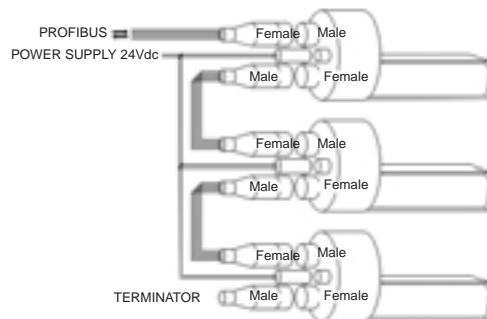 PROFIBUS
Female Male
POWER SUPPLY 24Vdc
Male Female
Female Male
Male Female
Female Male
TERMINATOR Male Female